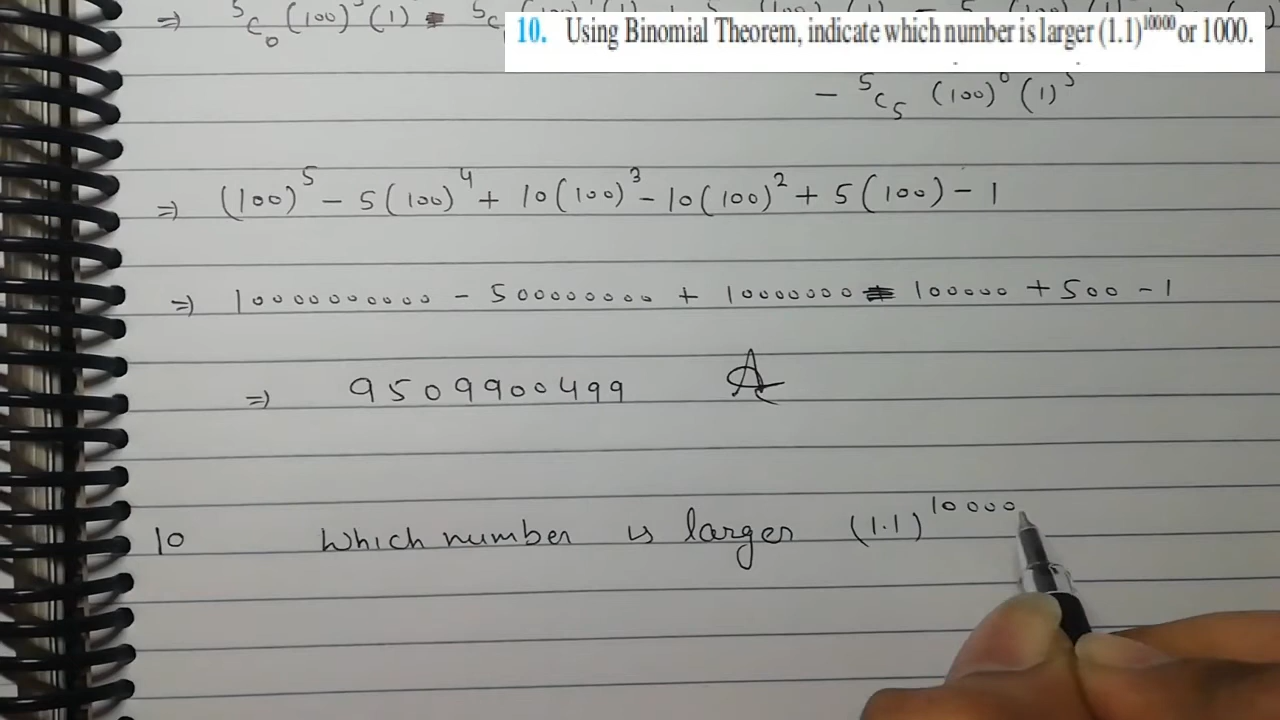 ⇒ ⁵C₀ (100)⁵ (1)
10. Using Binomial Theorem, indicate which number is larger (1.1)¹⁰⁰⁰⁰ or 1000.
− ⁵C₅ (100)⁰ (1)⁵
⇒ (100)⁵ − 5(100)⁴ + 10(100)³ − 10(100)² + 5(100) − 1
⇒ 10000000000 − 500000000 + 10000000 − 100000 + 500 − 1
⇒ 9509900499
10 Which number is larger (1.1)¹⁰⁰⁰⁰